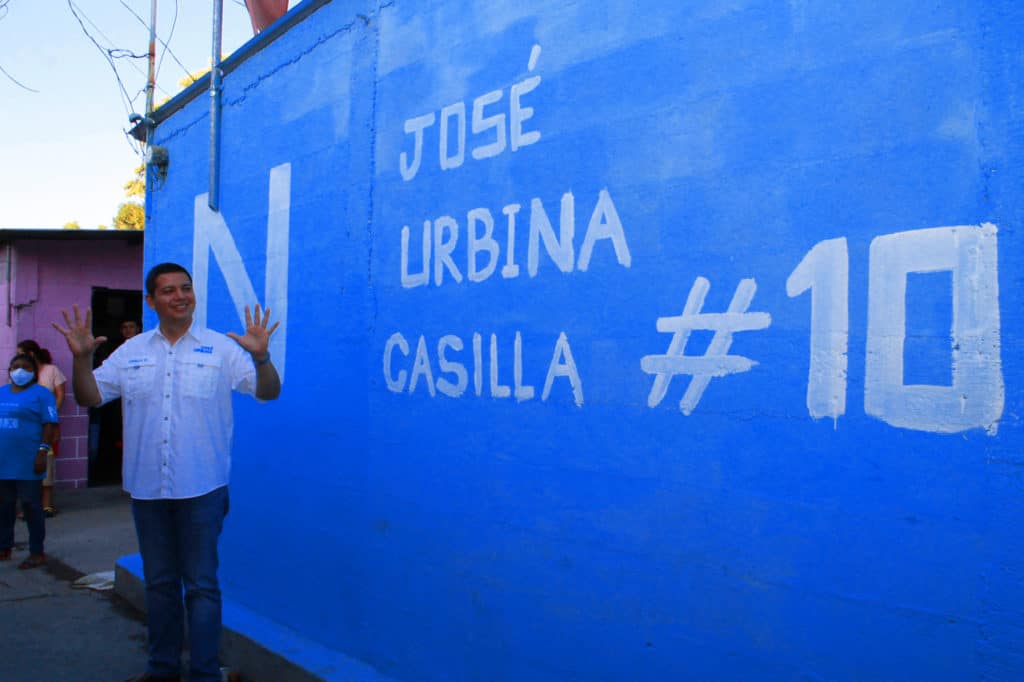 N
JOSÉ
URBINA
CASILLA #10